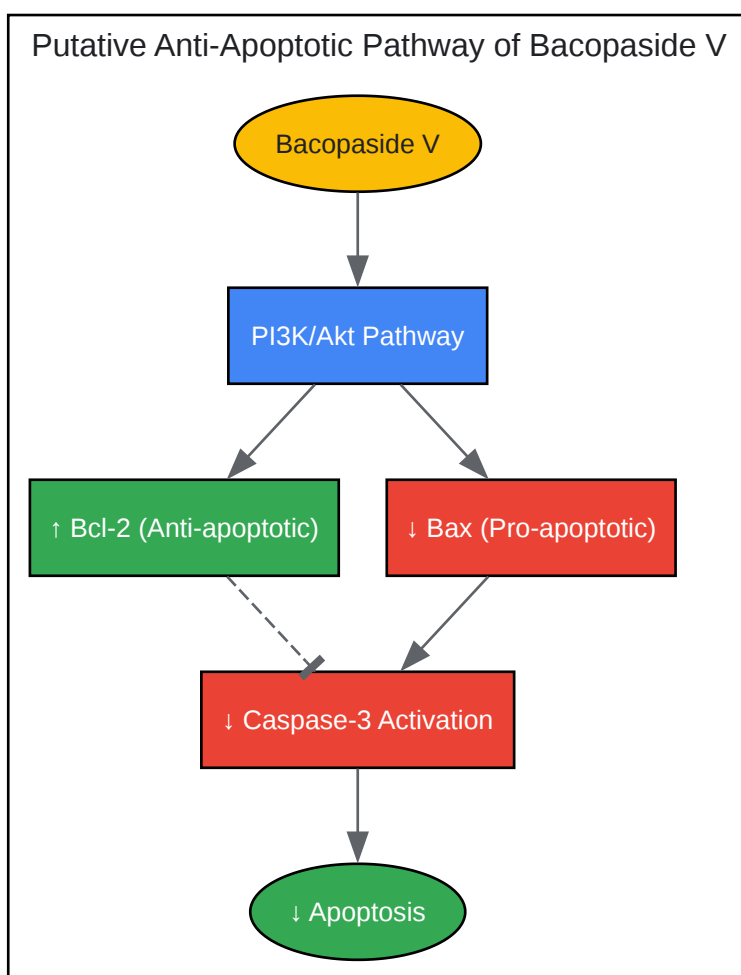 Putative Anti-Apoptotic Pathway of Bacopaside V
Bacopaside V
PI3K/Akt Pathway
↑ Bcl-2 (Anti-apoptotic)
↓ Bax (Pro-apoptotic)
↓ Caspase-3 Activation
↓ Apoptosis